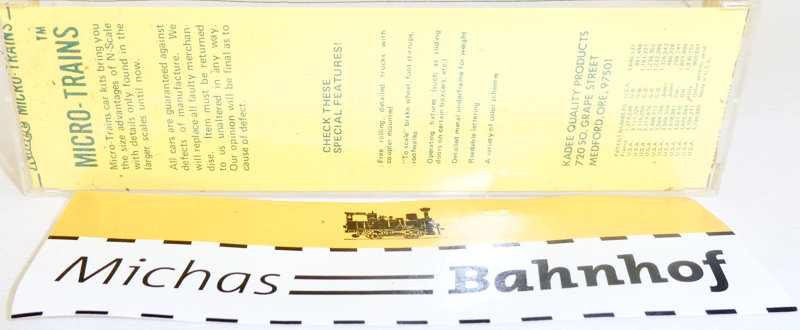 Kadee MICRO-TRAINS
TM
MICRO-TRAINS
Micro-Trains car kits bring you
the size advantages of N-Scale
with details only found in the
larger scales until now.
All cars are guaranteed against
defects of manufacture. We
will replace all faulty merchan-
dise. Item must be returned
to us unaltered in any way.
Our opinion will be final as to
cause of defect.
CHECK THESE
SPECIAL FEATURES!
Free rolling, detailed trucks with
coupler mounted
"To scale" brake wheel, foot stirrups,
roofwalks
Operating fixtures (such as sliding
doors on certain boxcars, etc.)
Detailed metal underframe for weight
Readable lettering
A variety of color schemes
KADEE QUALITY PRODUCTS
720 SO. GRAPE STREET
MEDFORD, ORE, 97501
Michas Bahnhof